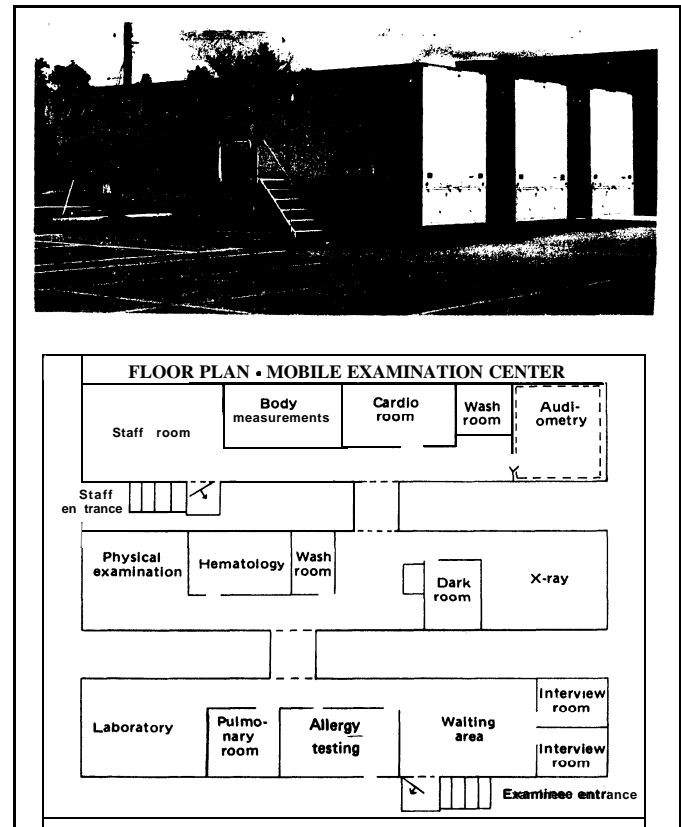 FLOOR PLAN • MOBILE EXAMINATION CENTER
Staff room
Body
measurements
Cardio
room
Wash
room
Audi-
ometry
Staff
entrance
Physical
examination
Hematology
Wash
room
Dark
room
X-ray
Laboratory
Pulmo-
nary
room
Allergy
testing
Waiting
area
Interview
room
Interview
room
Examinee entrance